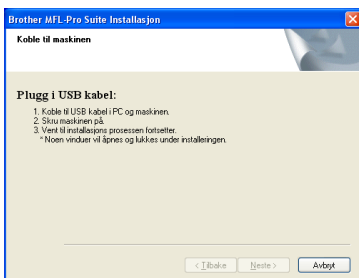 Brother MFL-Pro Suite Installasjon
Koble til maskinen
Plugg i USB kabel:
1. Koble til USB kabel i PC og maskinen.
2. Skru maskinen på.
3. Vent til installasjons prosessen fortsetter.
* Noen vinduer vil åpnes og lukkes under installeringen.
< Tilbake Neste > Avbryt